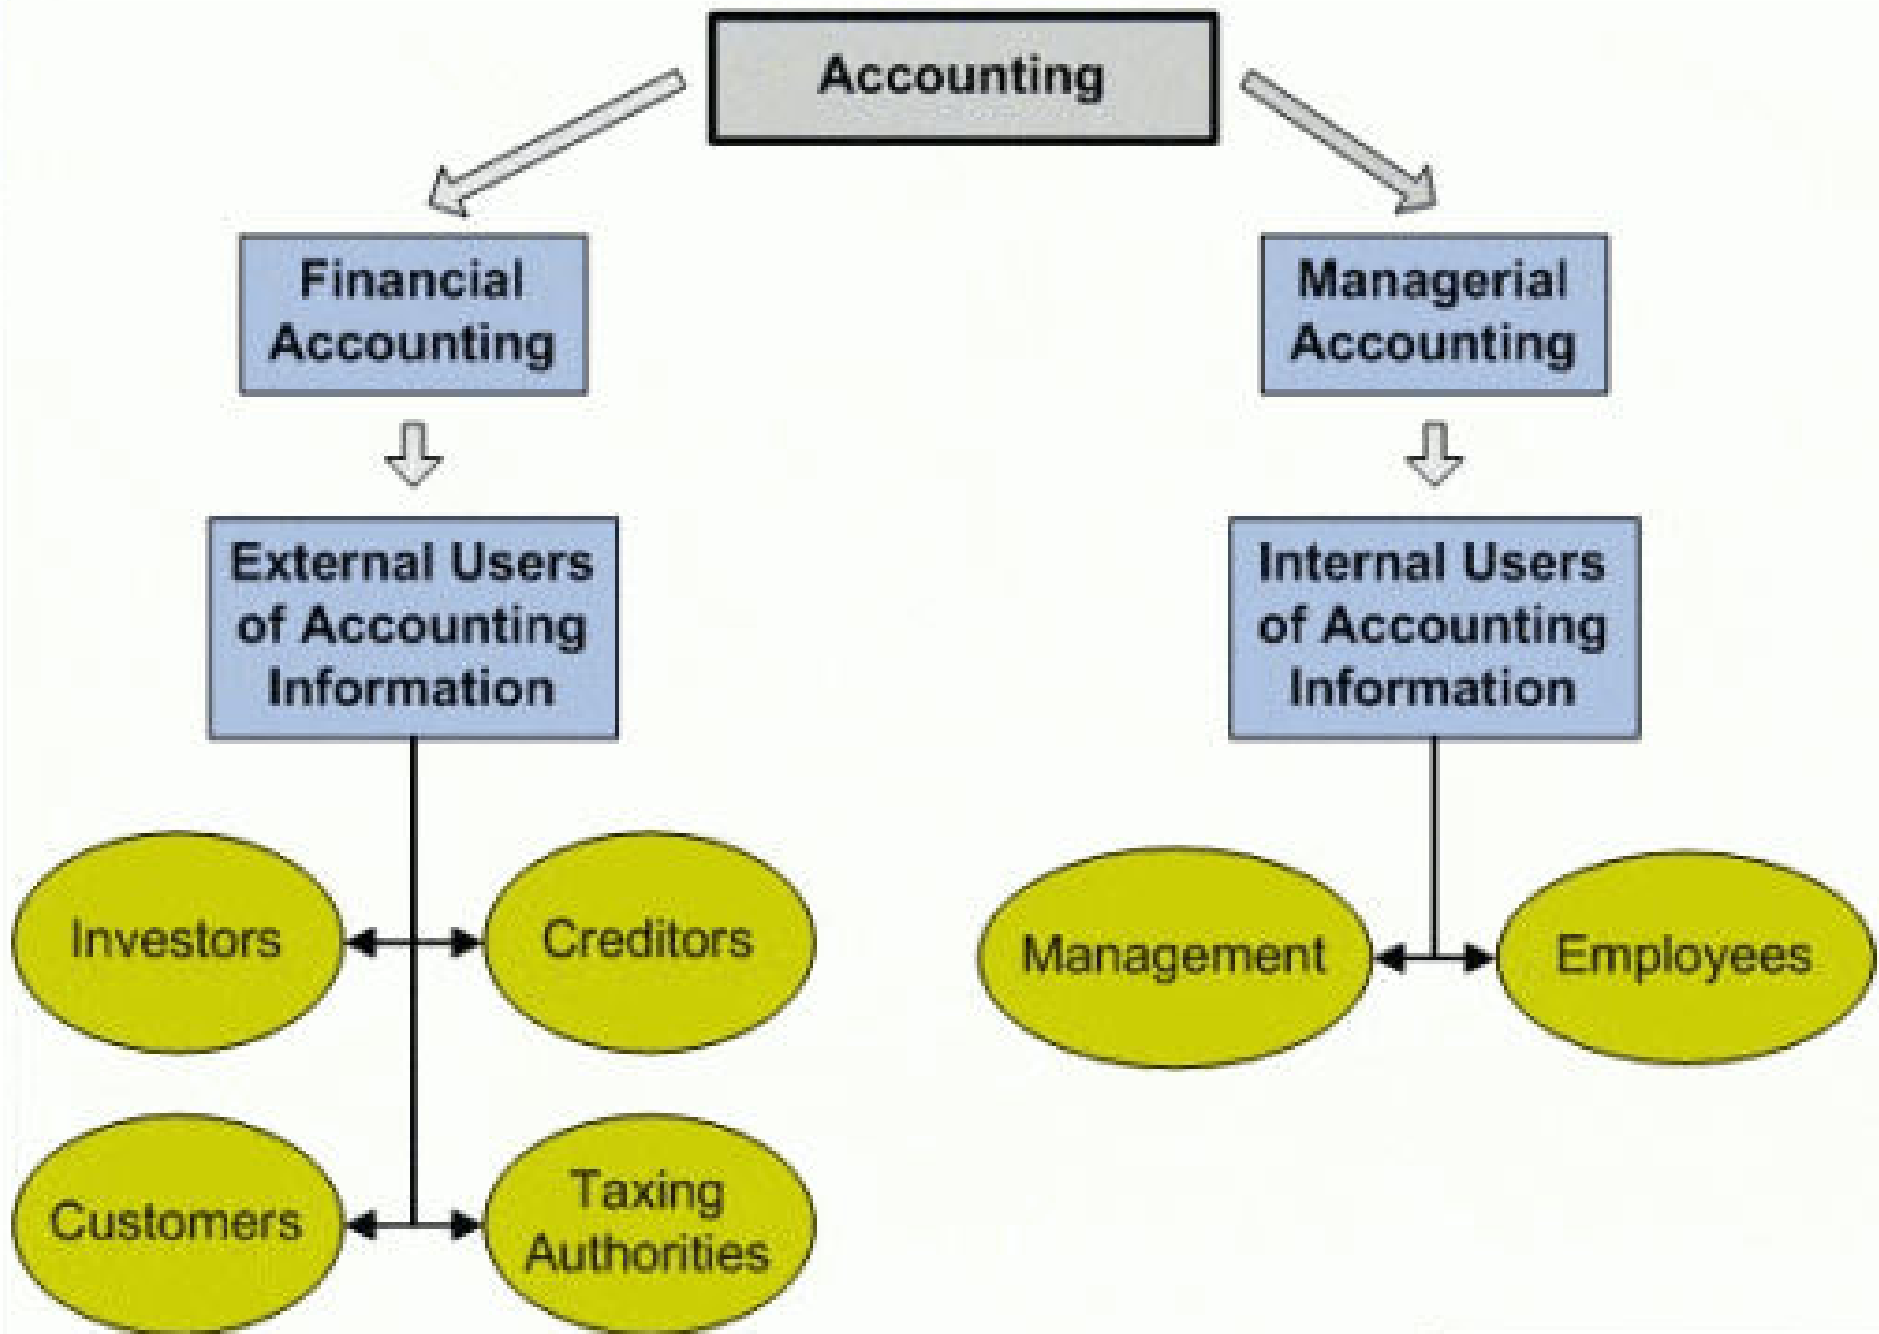 Accounting
Financial
Accounting
Managerial
Accounting
External Users
of Accounting
Information
Internal Users
of Accounting
Information
Investors
Creditors
Management
Employees
Customers
Taxing
Authorities